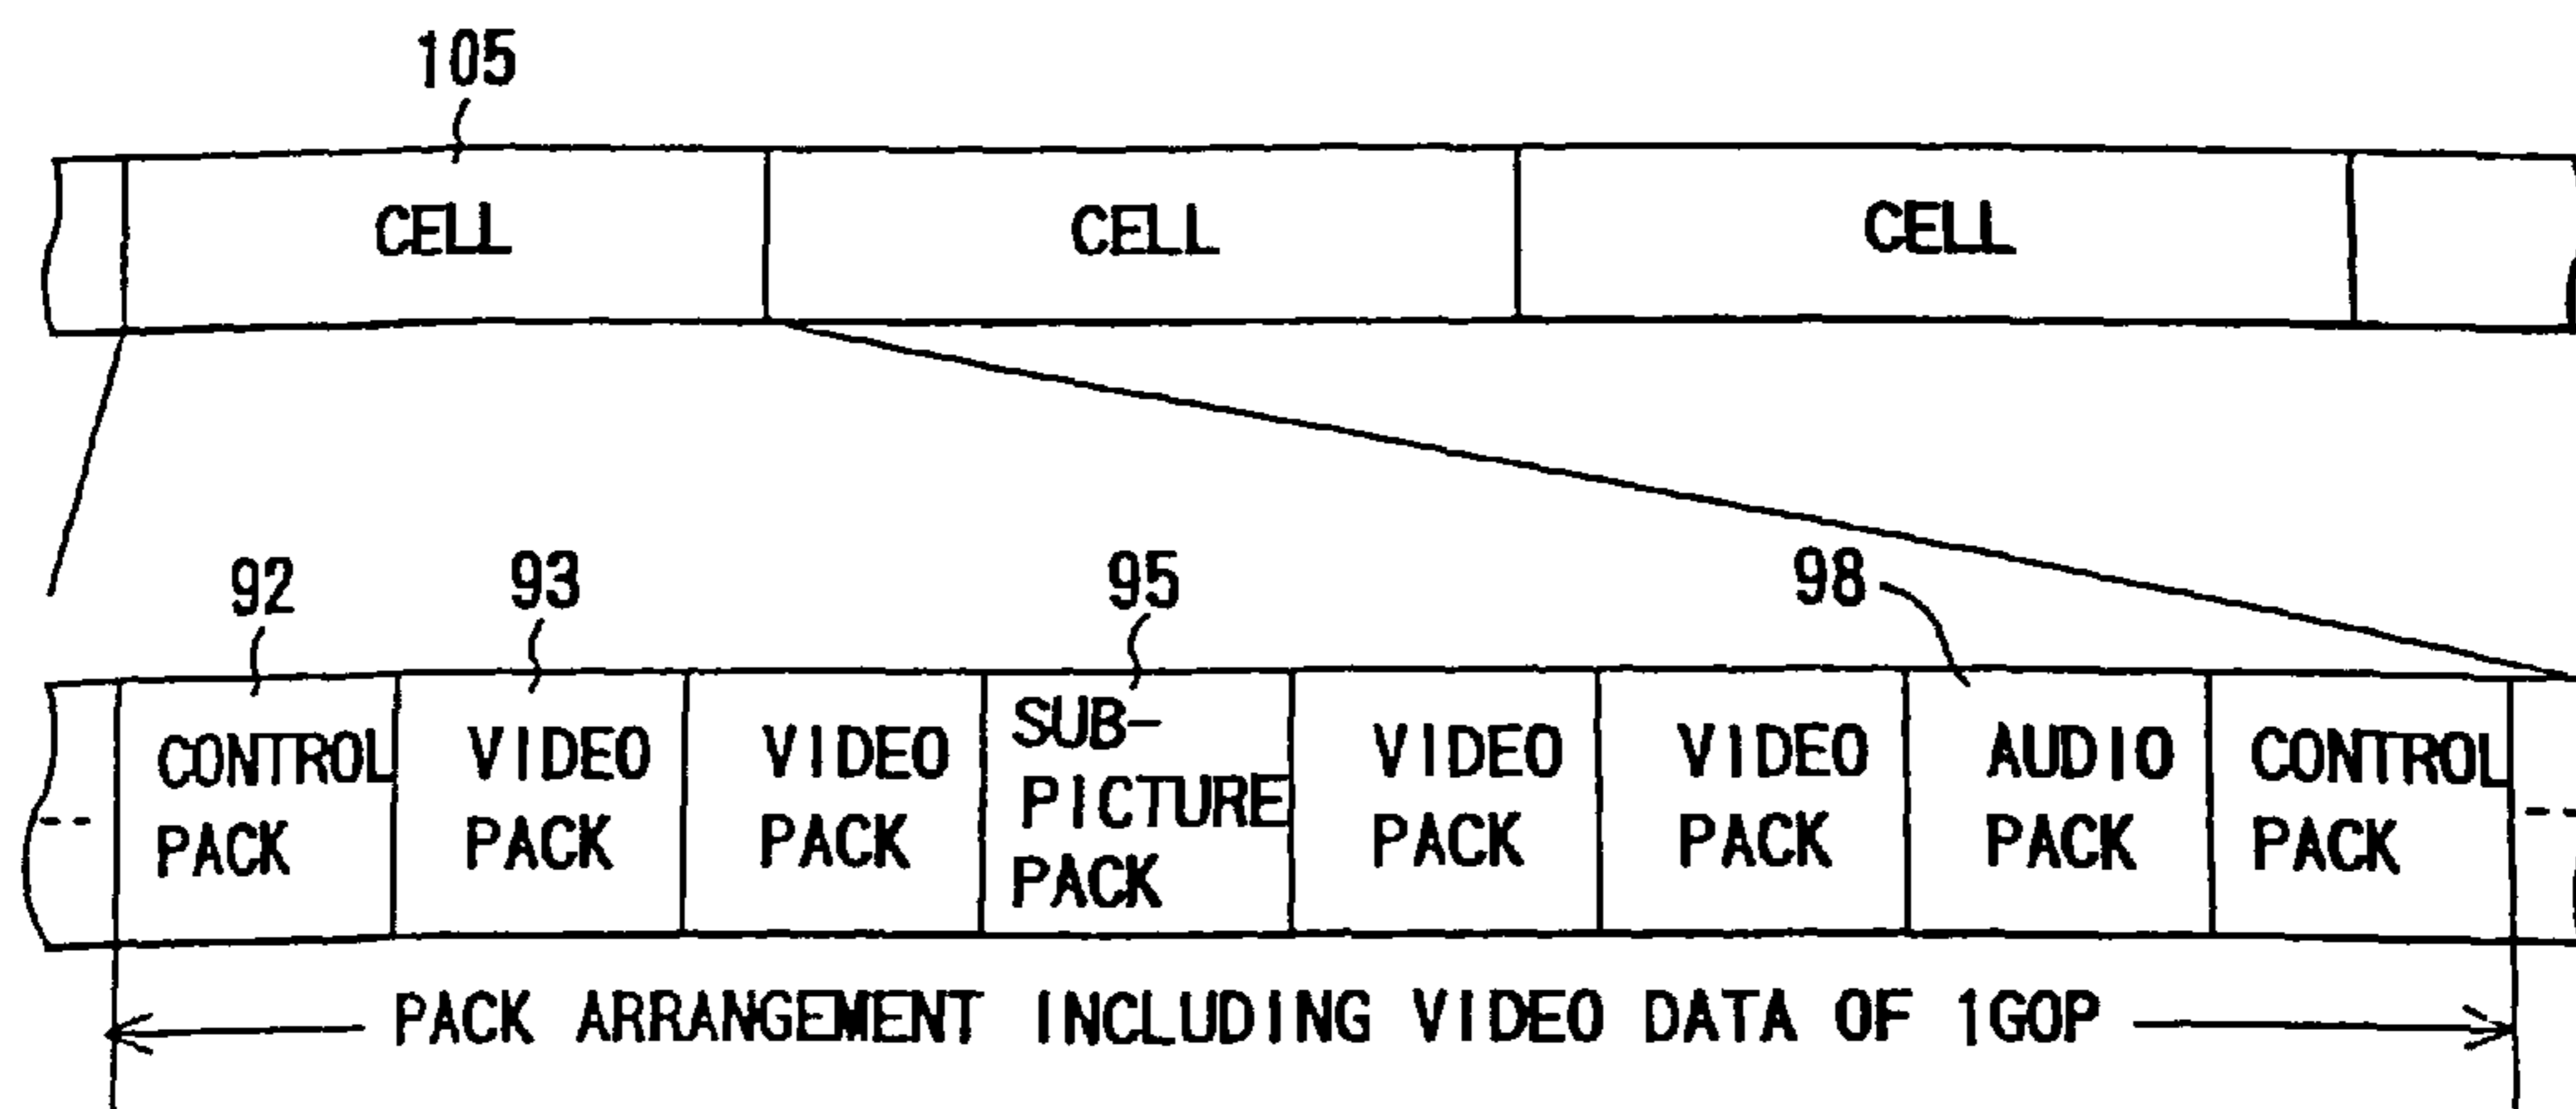 105
CELL CELL CELL
92 93 95 98
CONTROL PACK
VIDEO PACK
VIDEO PACK
SUB-
PICTURE
PACK
VIDEO PACK
VIDEO PACK
AUDIO PACK
CONTROL PACK
PACK ARRANGEMENT INCLUDING VIDEO DATA OF 1GOP